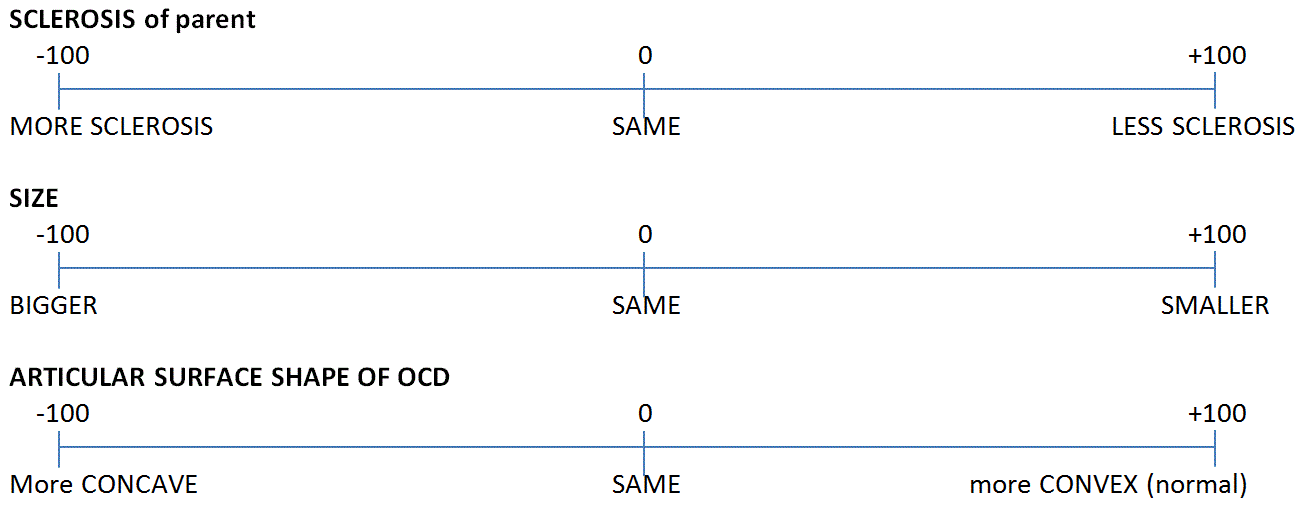 SCLEROSIS of parent
-100 0 +100
MORE SCLEROSIS SAME LESS SCLEROSIS
SIZE
-100 0 +100
BIGGER SAME SMALLER
ARTICULAR SURFACE SHAPE OF OCD
-100 0 +100
More CONCAVE SAME more CONVEX (normal)